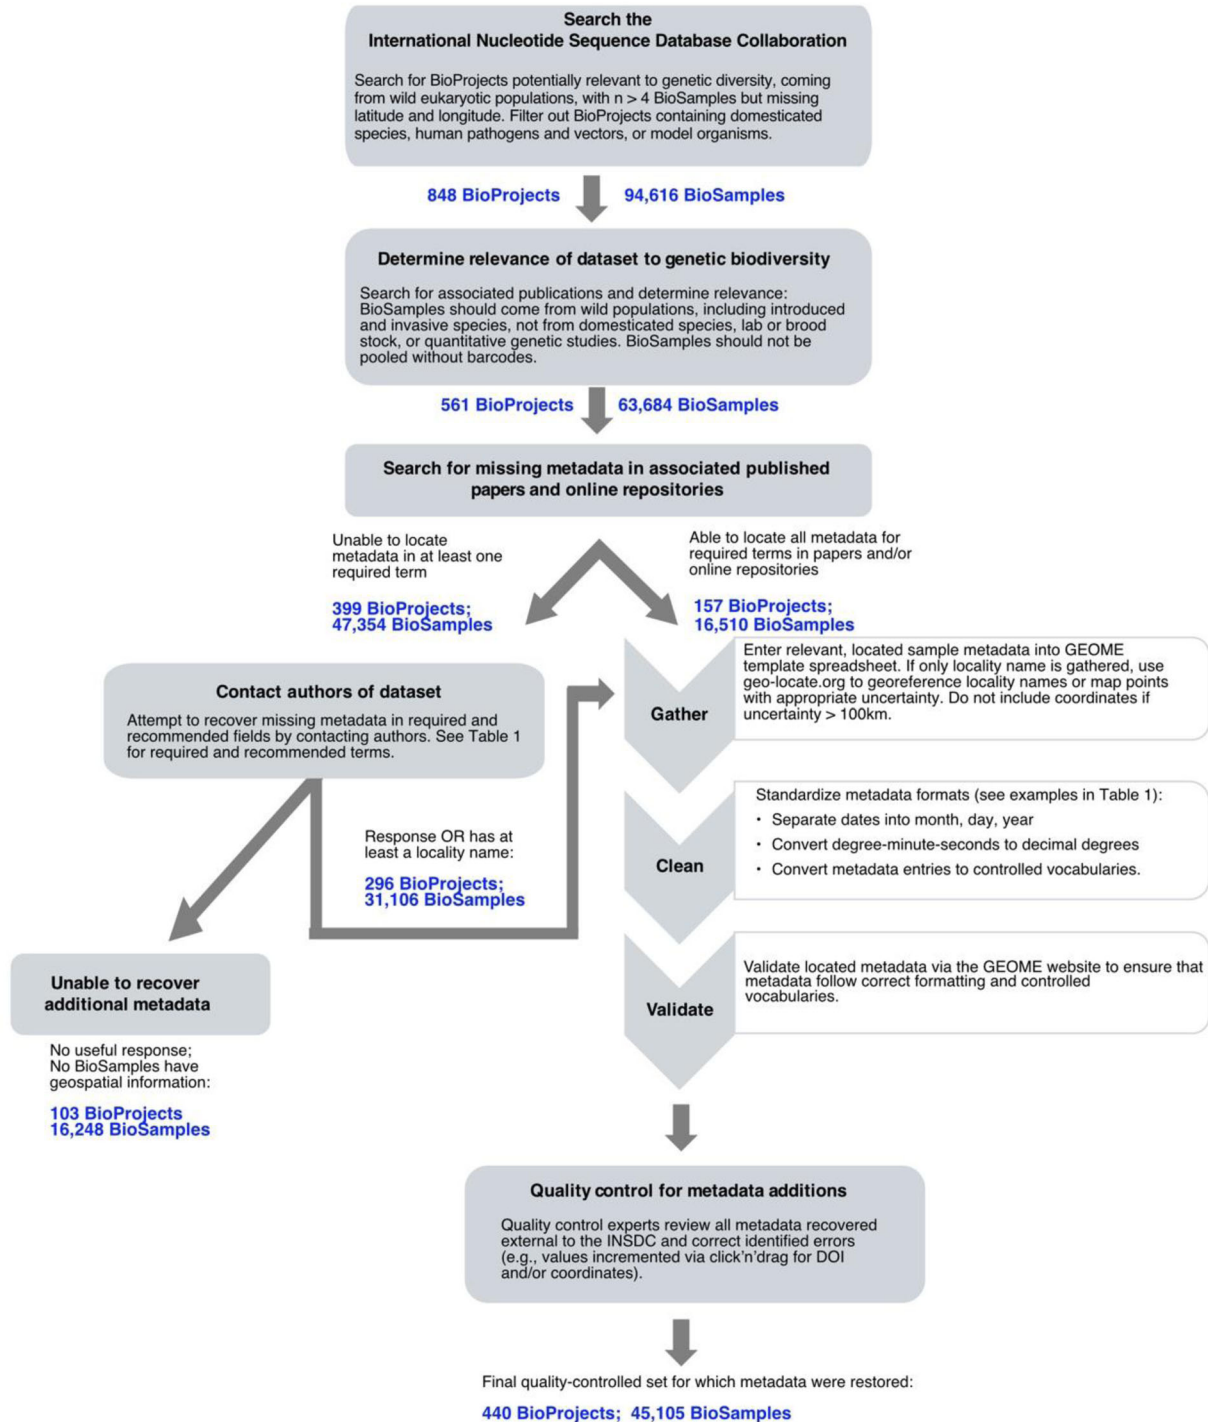 Search the
International Nucleotide Sequence Database Collaboration
Search for BioProjects potentially relevant to genetic diversity, coming
from wild eukaryotic populations, with n > 4 BioSamples but missing
latitude and longitude. Filter out BioProjects containing domesticated
species, human pathogens and vectors, or model organisms.
848 BioProjects 94,616 BioSamples
Determine relevance of dataset to genetic biodiversity
Search for associated publications and determine relevance:
BioSamples should come from wild populations, including introduced
and invasive species, not from domesticated species, lab or brood
stock, or quantitative genetic studies. BioSamples should not be
pooled without barcodes.
561 BioProjects 63,684 BioSamples
Search for missing metadata in associated published
papers and online repositories
Unable to locate
metadata in at least one
required term
399 BioProjects;
47,354 BioSamples
Able to locate all metadata for
required terms in papers and/or
online repositories
157 BioProjects;
16,510 BioSamples
Contact authors of dataset
Attempt to recover missing metadata in required and
recommended fields by contacting authors. See Table 1
for required and recommended terms.
Response OR has at
least a locality name:
296 BioProjects;
31,106 BioSamples
Unable to recover
additional metadata
No useful response;
No BioSamples have
geospatial information:
103 BioProjects
16,248 BioSamples
Gather
Enter relevant, located sample metadata into GEOME
template spreadsheet. If only locality name is gathered, use
geo-locate.org to georeference locality names or map points
with appropriate uncertainty. Do not include coordinates if
uncertainty > 100km.
Clean
Standardize metadata formats (see examples in Table 1):
• Separate dates into month, day, year
• Convert degree-minute-seconds to decimal degrees
• Convert metadata entries to controlled vocabularies.
Validate
Validate located metadata via the GEOME website to ensure that
metadata follow correct formatting and controlled
vocabularies.
Quality control for metadata additions
Quality control experts review all metadata recovered
external to the INSDC and correct identified errors
(e.g., values incremented via click'n'drag for DOI
and/or coordinates).
Final quality-controlled set for which metadata were restored:
440 BioProjects; 45,105 BioSamples